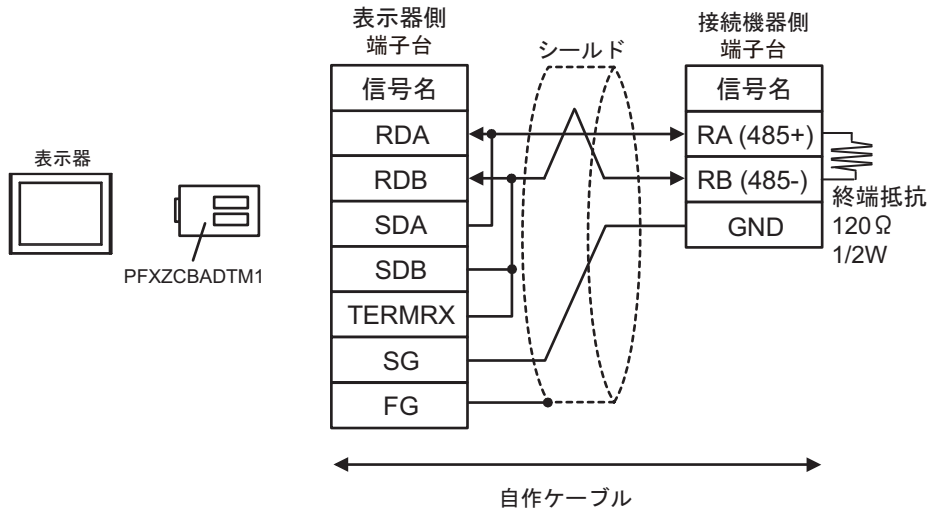 表示器側
端子台
シールド
接続機器側
端子台
信号名
RDA
RDB
SDA
SDB
TERMRX
SG
FG
信号名
RA (485+)
RB (485-)
GND
終端抵抗
120Ω
1/2W
表示器
PFXZCBADTM1
自作ケーブル